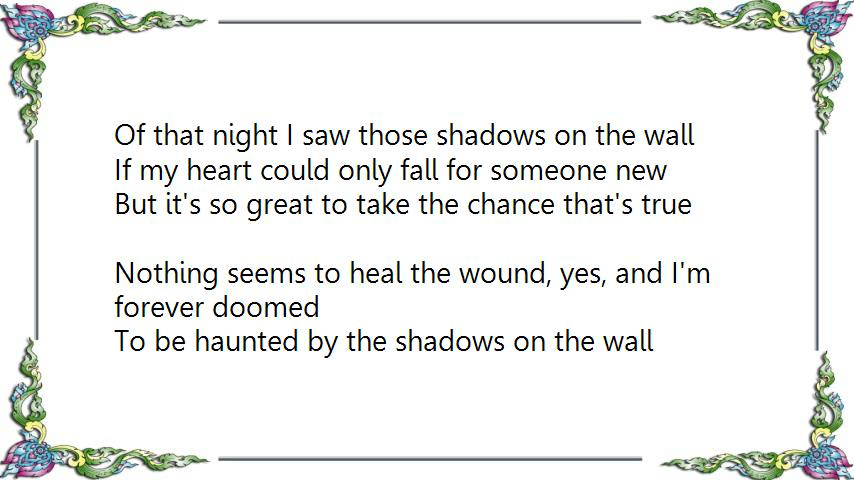 Of that night I saw those shadows on the wall
If my heart could only fall for someone new
But it's so great to take the chance that's true
Nothing seems to heal the wound, yes, and I'm
forever doomed
To be haunted by the shadows on the wall